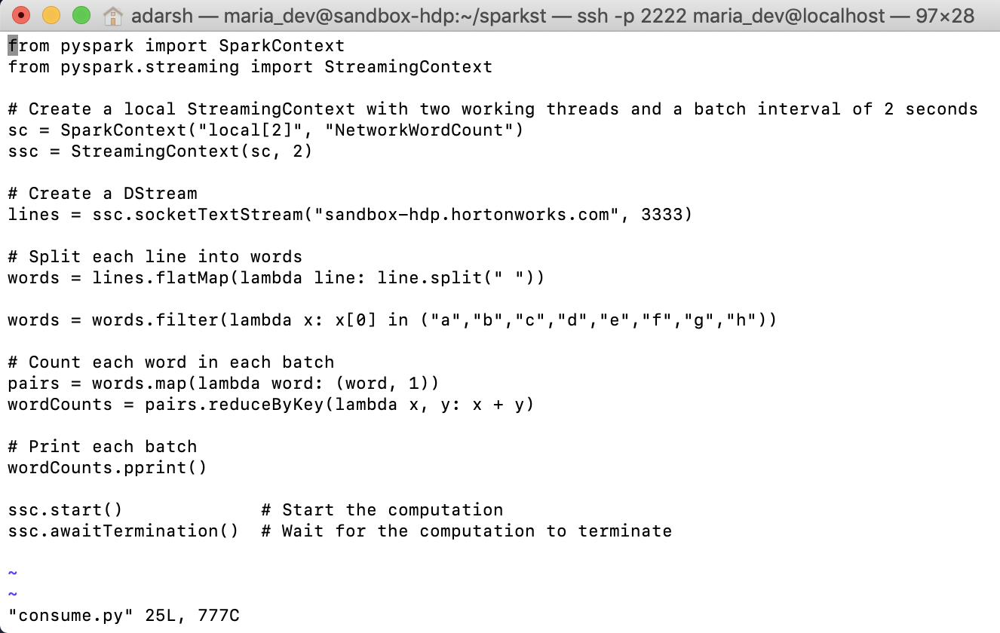 adarsh — maria_dev@sandbox-hdp:~/sparkst — ssh -p 2222 maria_dev@localhost — 97×28
from pyspark import SparkContext
from pyspark.streaming import StreamingContext
# Create a local StreamingContext with two working threads and a batch interval of 2 seconds
sc = SparkContext("local[2]", "NetworkWordCount")
ssc = StreamingContext(sc, 2)
# Create a DStream
lines = ssc.socketTextStream("sandbox-hdp.hortonworks.com", 3333)
# Split each line into words
words = lines.flatMap(lambda line: line.split(" "))
words = words.filter(lambda x: x[0] in ("a","b","c","d","e","f","g","h"))
# Count each word in each batch
pairs = words.map(lambda word: (word, 1))
wordCounts = pairs.reduceByKey(lambda x, y: x + y)
# Print each batch
wordCounts.pprint()
ssc.start()             # Start the computation
ssc.awaitTermination()  # Wait for the computation to terminate
~
~
"consume.py" 25L, 777C